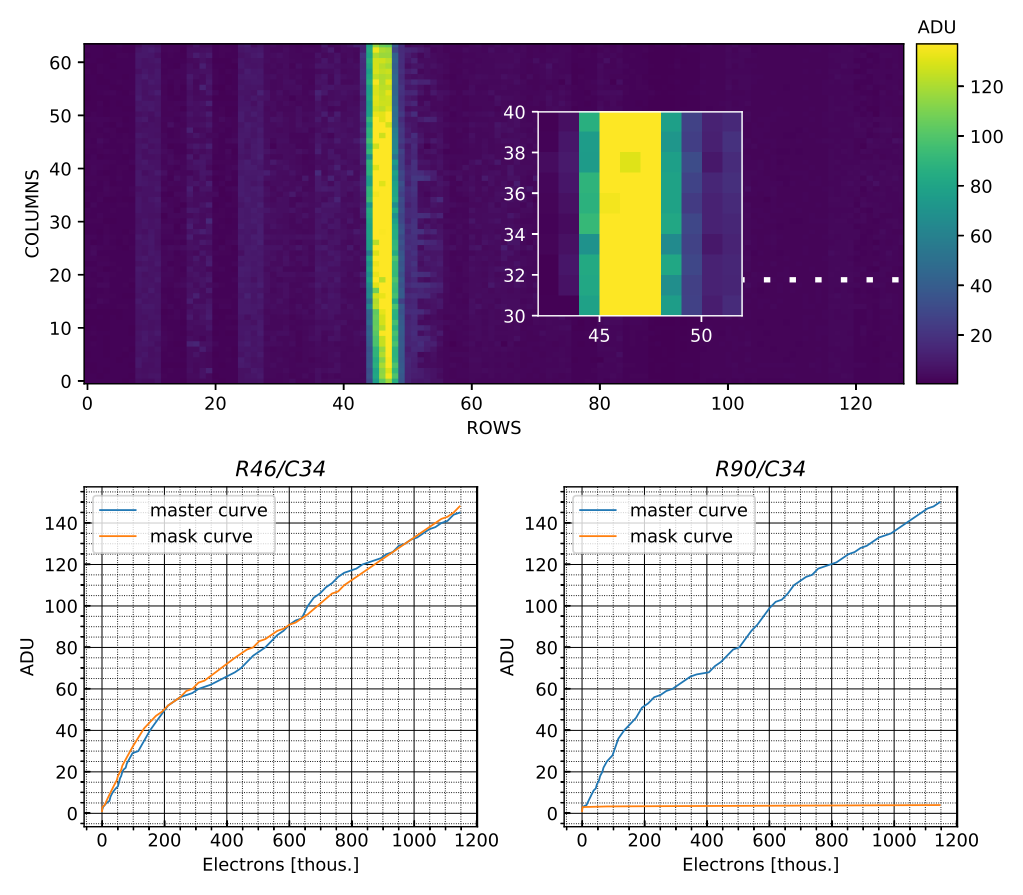 ADU
60
50
40
30
20
10
0
COLUMNS
0 20 40 60 80 100 120
ROWS
40
38
36
34
32
30
45 50
120
100
80
60
40
20
R46/C34
master curve
mask curve
140
120
100
80
60
40
20
0
ADU
0 200 400 600 800 1000 1200
Electrons [thous.]
R90/C34
master curve
mask curve
140
120
100
80
60
40
20
0
ADU
0 200 400 600 800 1000 1200
Electrons [thous.]